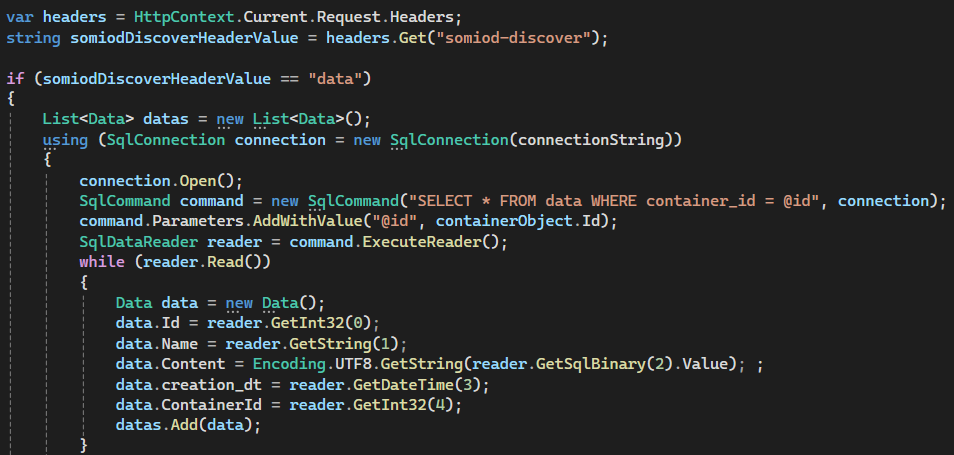 var headers = HttpContext.Current.Request.Headers;
string somiodDiscoverHeaderValue = headers.Get("somiod-discover");
if (somiodDiscoverHeaderValue == "data")
{
List<Data> datas = new List<Data>();
using (SqlConnection connection = new SqlConnection(connectionString))
{
connection.Open();
SqlCommand command = new SqlCommand("SELECT * FROM data WHERE container_id = @id", connection);
command.Parameters.AddWithValue("@id", containerObject.Id);
SqlDataReader reader = command.ExecuteReader();
while (reader.Read())
{
Data data = new Data();
data.Id = reader.GetInt32(0);
data.Name = reader.GetString(1);
data.Content = Encoding.UTF8.GetString(reader.GetSqlBinary(2).Value); ;
data.creation_dt = reader.GetDateTime(3);
data.ContainerId = reader.GetInt32(4);
datas.Add(data);
}